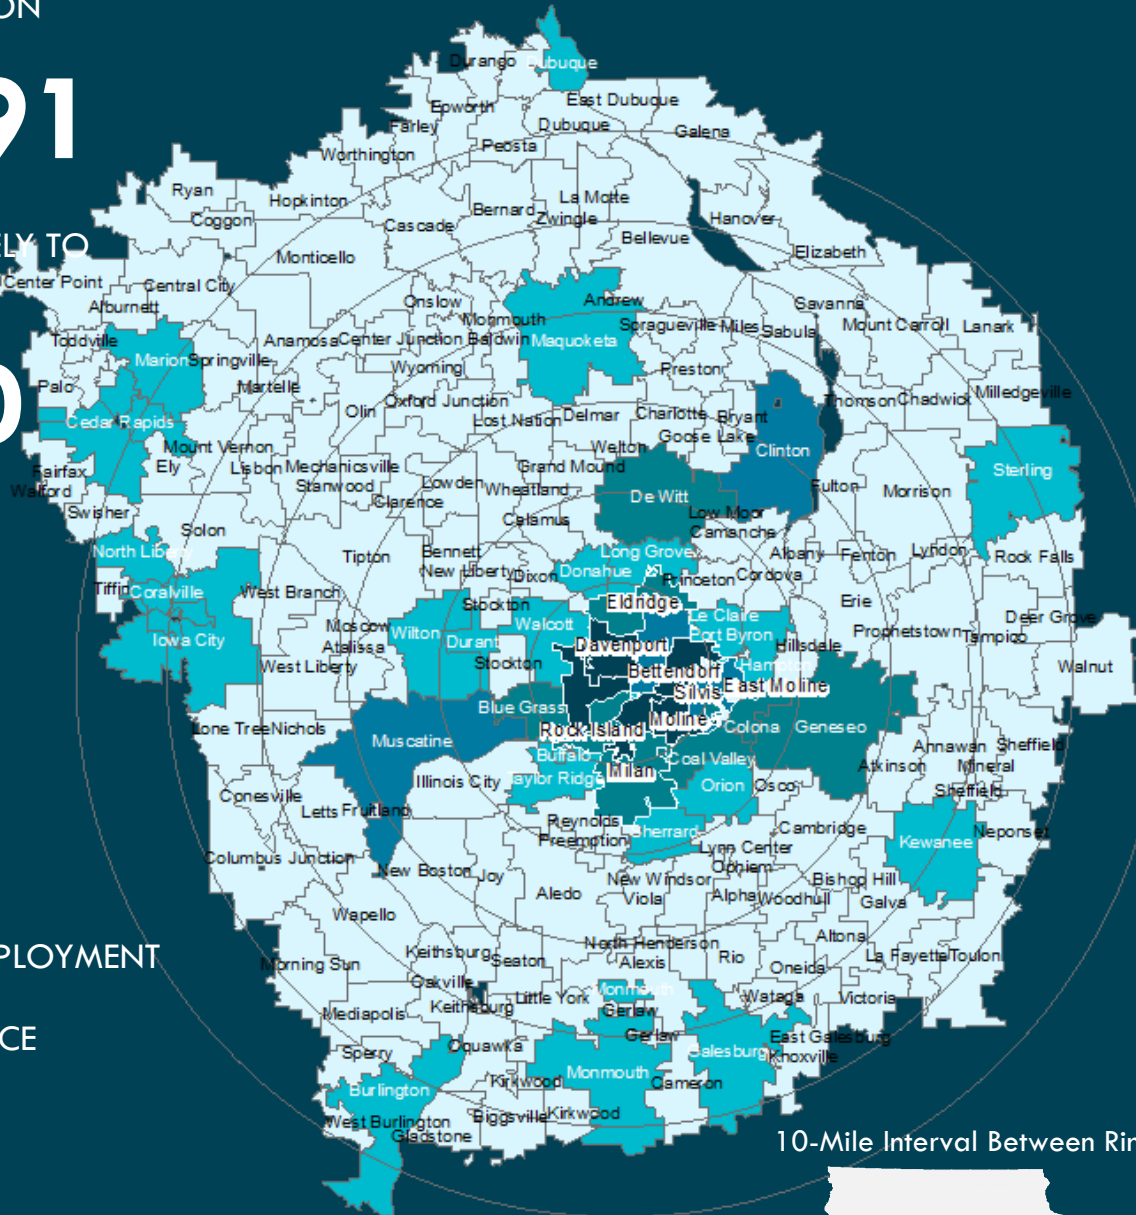 ON
91
ELY TO
0
PLOYMENT
CE
Durango
Dubuque
Epworth
East Dubuque
Farley
Dubuque
Galena
Peosta
Worthington
Ryan
Hopkinton
La Motte
Coggon
Bernard
Zwingle
Hanover
Cascade
Bellevue
Monticello
Elizabeth
Center Point
Central City
Alburnett
Onslow
Andrew
Savanna
Monmouth
Spragueville
Miles
Sabula
Mount Carroll
Lanark
Toddville
Anamosa
Center Junction
Baldwin
Maquoketa
Marion
Springville
Wyoming
Preston
Palo
Martelle
Oxford Junction
Thomson
Chadwick
Milledgeville
Olin
Lost Nation
Delmar
Charlotte
Bryant
Cedar Rapids
Goose Lake
Mount Vernon
Welton
Clinton
Fairfax
Ely
Lisbon
Mechanicsville
Grand Mound
Sterling
Walford
Stanwood
Lowden
Wheatland
De Witt
Fulton
Morrison
Clarence
Swisher
Calamus
Low Moor
Solon
Camanche
North Liberty
Tipton
Bennett
Long Grove
Albany
Fenton
Lyndon
Rock Falls
New Liberty
Dixon
Donahue
Princeton
Cordova
Tiffin
Coralville
West Branch
Stockton
Eldridge
Erie
Le Claire
Deer Grove
Moscow
Wilton
Durant
Walcott
Port Byron
Prophetstown
Tampico
Iowa City
Atalissa
Davenport
Hillsdale
West Liberty
Stockton
Bettendorf
Hampton
Walnut
Silvis
East Moline
Blue Grass
Moline
Lone Tree
Nichols
Rock Island
Colona
Geneseo
Muscatine
Buffalo
Coal Valley
Annawan
Sheffield
Milan
Atkinson
Mineral
Illinois City
Taylor Ridge
Orion
Osco
Sheffield
Conesville
Letts
Fruitland
Reynolds
Cambridge
Neponset
Preemption
Sherrard
Kewanee
Lynn Center
Columbus Junction
Ophiem
New Boston
Joy
New Windsor
Bishop Hill
Aledo
Viola
Alpha
Woodhull
Galva
Wapello
Altona
North Henderson
Keithsburg
Seaton
Alexis
Rio
La Fayette
Toulon
Morning Sun
Oneida
Oakville
Monmouth
Little York
Wataga
Victoria
Keithsburg
Gerlaw
Mediapolis
Gerlaw
East Galesburg
Oquawka
Galesburg
Knoxville
Sperry
Kirkwood
Monmouth
Cameron
Burlington
Biggsville
Kirkwood
West Burlington
Gladstone
10-Mile Interval Between Rin